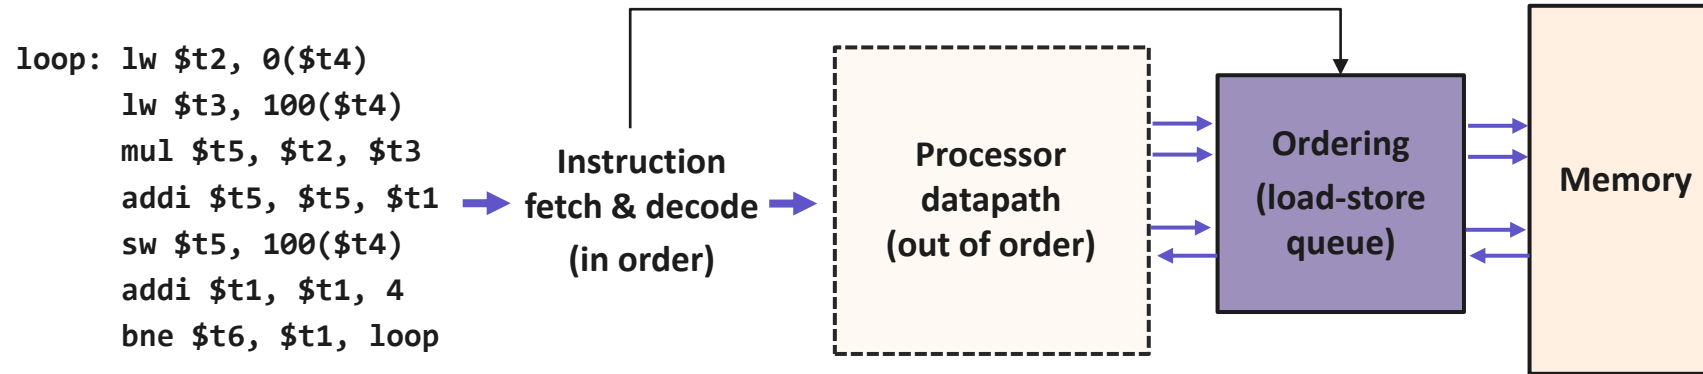 loop: lw $t2, 0($t4)
lw $t3, 100($t4)
mul $t5, $t2, $t3
addi $t5, $t5, $t1
sw $t5, 100($t4)
addi $t1, $t1, 4
bne $t6, $t1, loop
Instruction
fetch & decode
(in order)
Processor
datapath
(out of order)
Ordering
(load-store
queue)
Memory